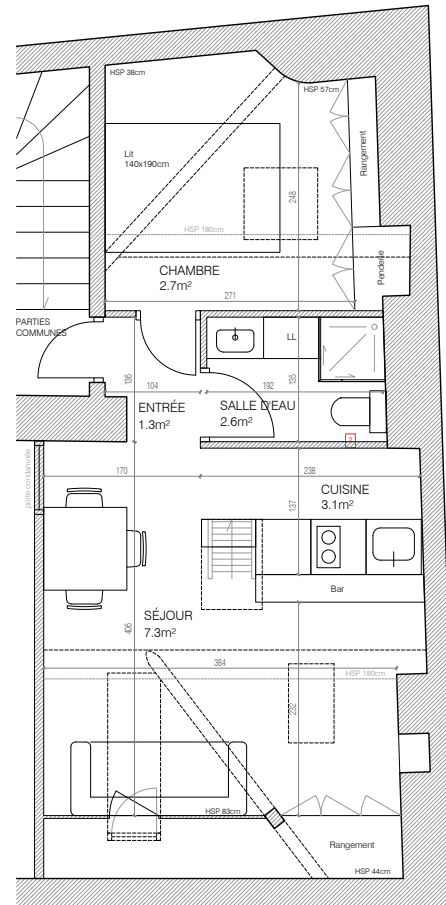 HSP 38cm
HSP 57cm
Lit
140x190cm
Rangement
248
HSP 180cm
CHAMBRE
2.7m²
Penderie
271
PARTIES
COMMUNES
LL
136
104
135
192
ENTRÉE
1.3m²
SALLE D'EAU
2.6m²
porte condamnée
170
238
137
CUISINE
3.1m²
Bar
SÉJOUR
7.3m²
406
384
HSP 180cm
232
HSP 83cm
Rangement
HSP 44cm